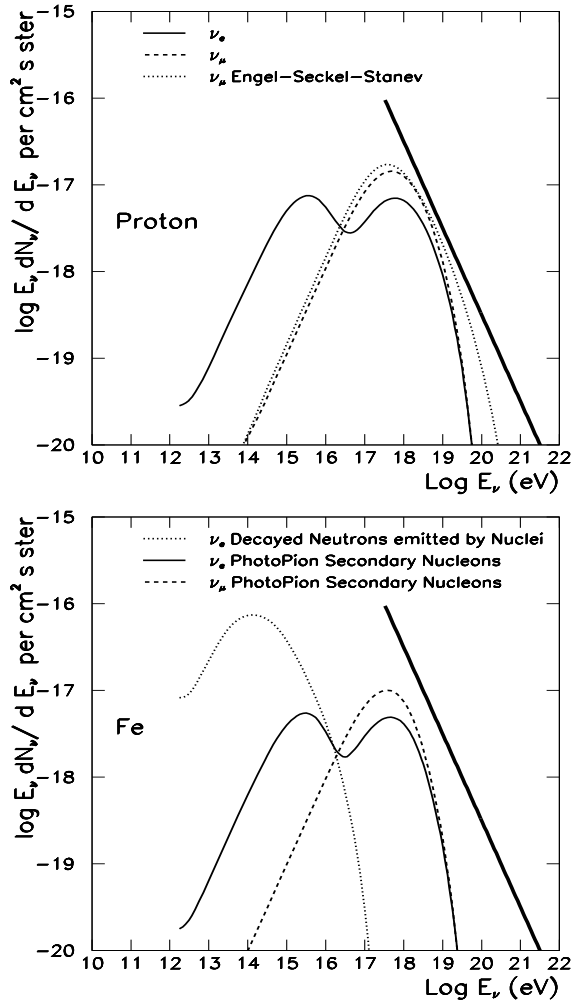 log E_ν dN_ν / d E_ν per cm² s ster
-15
-16
-17
-18
-19
-20
ν_e
ν_μ
ν_μ Engel-Seckel-Stanev
Proton
10 11 12 13 14 15 16 17 18 19 20 21 22
Log E_ν (eV)
log E_ν dN_ν / d E_ν per cm² s ster
-15
-16
-17
-18
-19
-20
ν_e Decayed Neutrons emitted by Nuclei
ν_e PhotoPion Secondary Nucleons
ν_μ PhotoPion Secondary Nucleons
Fe
10 11 12 13 14 15 16 17 18 19 20 21 22
Log E_ν (eV)